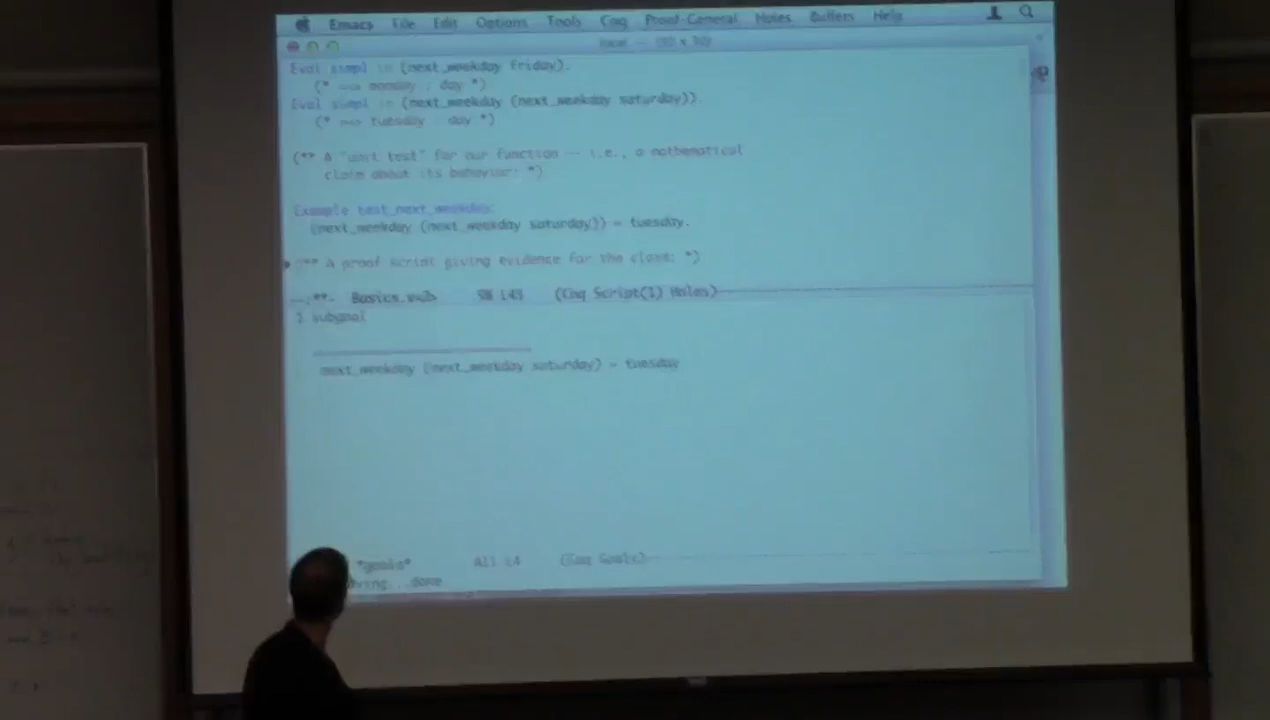 Emacs File Edit Options Tools Coq Proof-General Holes Buffers Help
Eval simpl in (next_weekday friday).
(* ==> monday : day *)
Eval simpl in (next_weekday (next_weekday saturday)).
(* ==> tuesday : day *)
(** A "unit test" for our function -- i.e., a mathematical
claim about its behavior: *)
Example test_next_weekday:
(next_weekday (next_weekday saturday)) = tuesday.
(** A proof script giving evidence for the claim: *)
(Coq Script(1) Holes)
1 subgoal
next_weekday (next_weekday saturday) = tuesday
*goals* All L4 (Coq Goals)
done